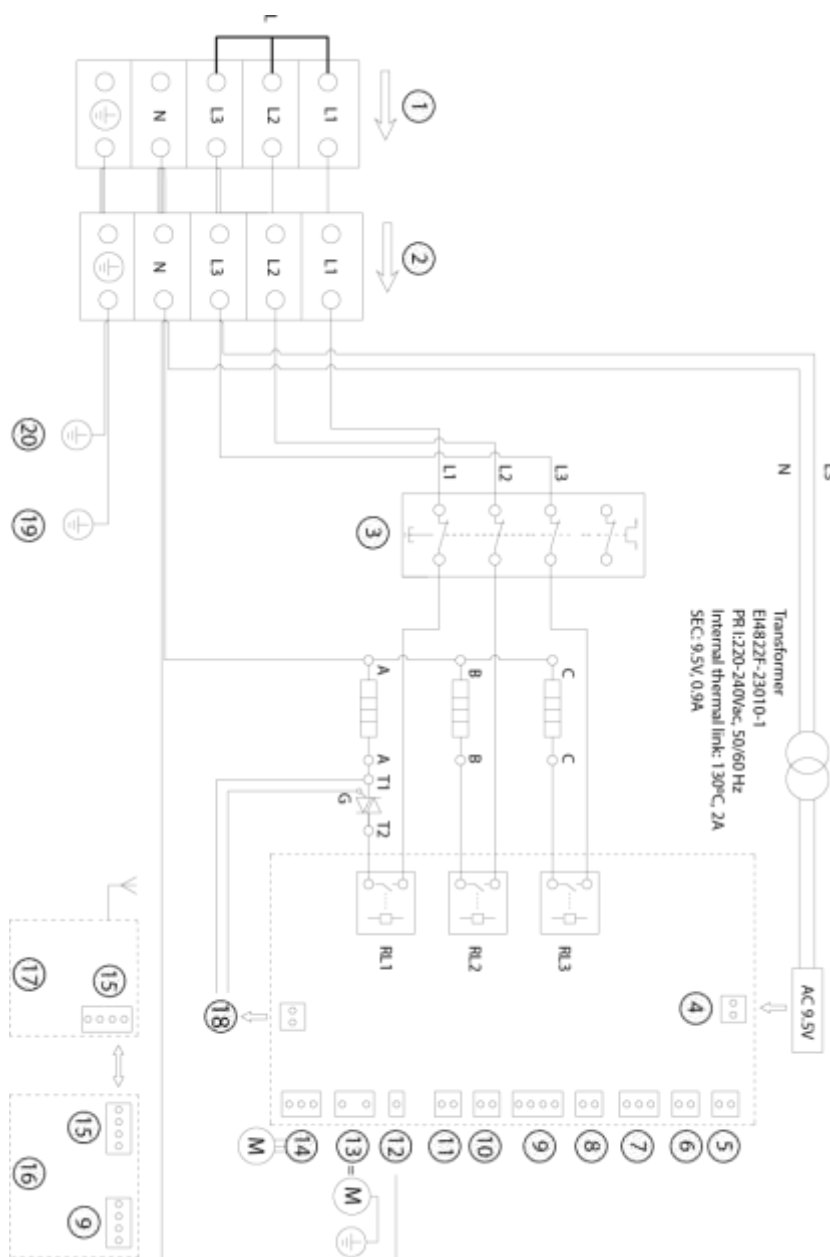 L
1
L1
L2
L3
N
2
L1
L2
L3
N
20
19
L3
N
L1
L2
L3
3
Transformer
EI4822F-23010-1
PR I:220-240Vac, 50/60 Hz
Internal thermal link: 130ºC, 2A
SEC: 9.5V, 0.9A
A
B
C
A
B
C
T1
G
T2
RL1
RL2
RL3
AC 9.5V
4
18
5
6
7
8
9
10
11
12
13
=
M
14
M
17
15
15
16
9